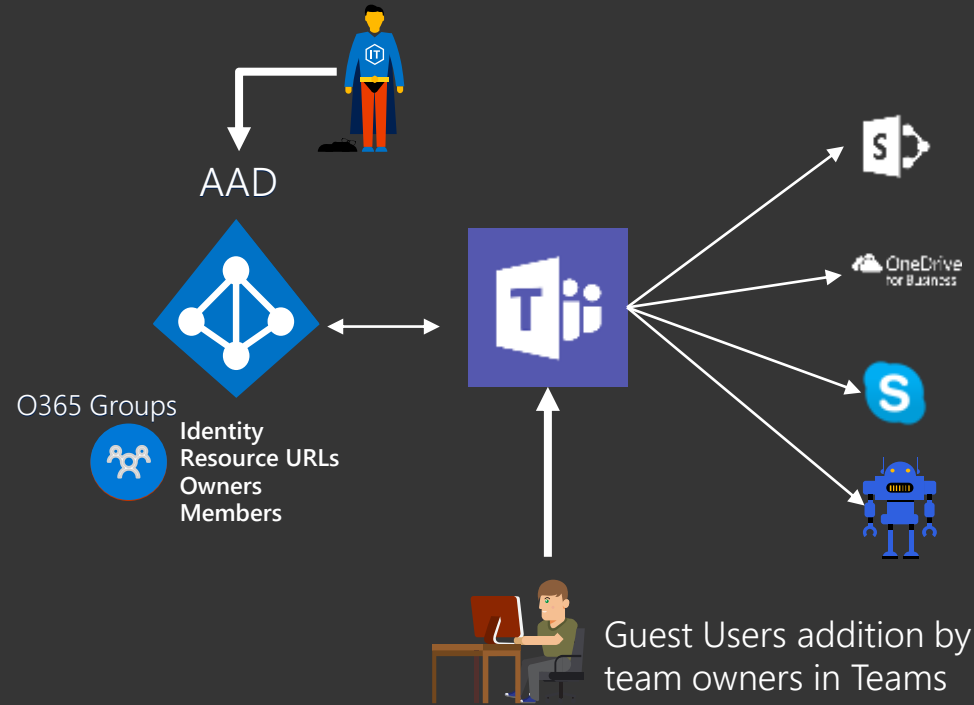 IT
AAD
S
OneDrive
for Business
T
O365 Groups
Identity
Resource URLs
Owners
Members
S
Guest Users addition by
team owners in Teams